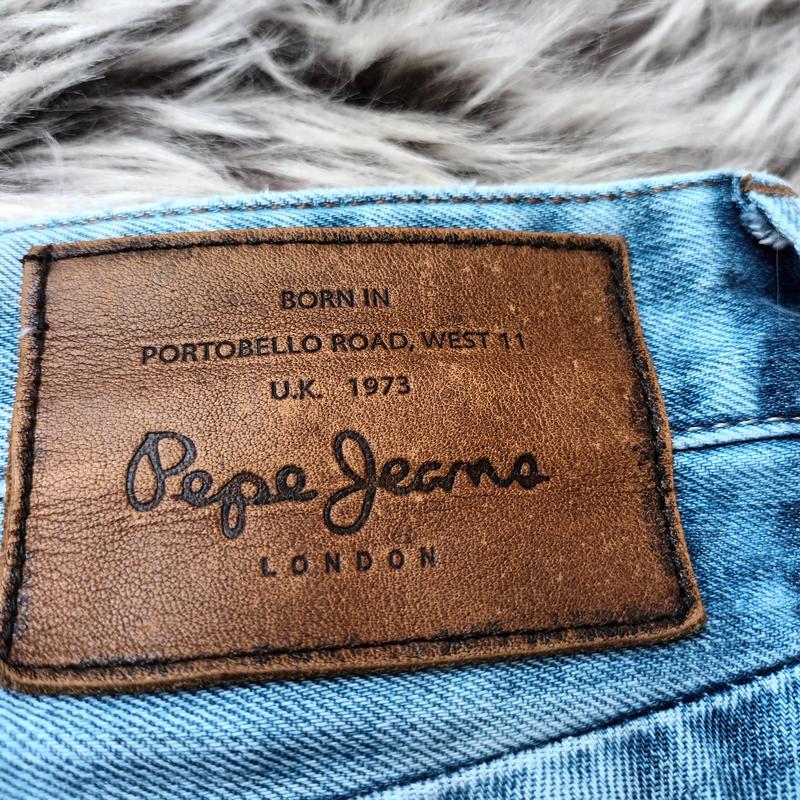 BORN IN
PORTOBELLO ROAD, WEST 11
U.K. 1973
Pepe Jeans
LONDON